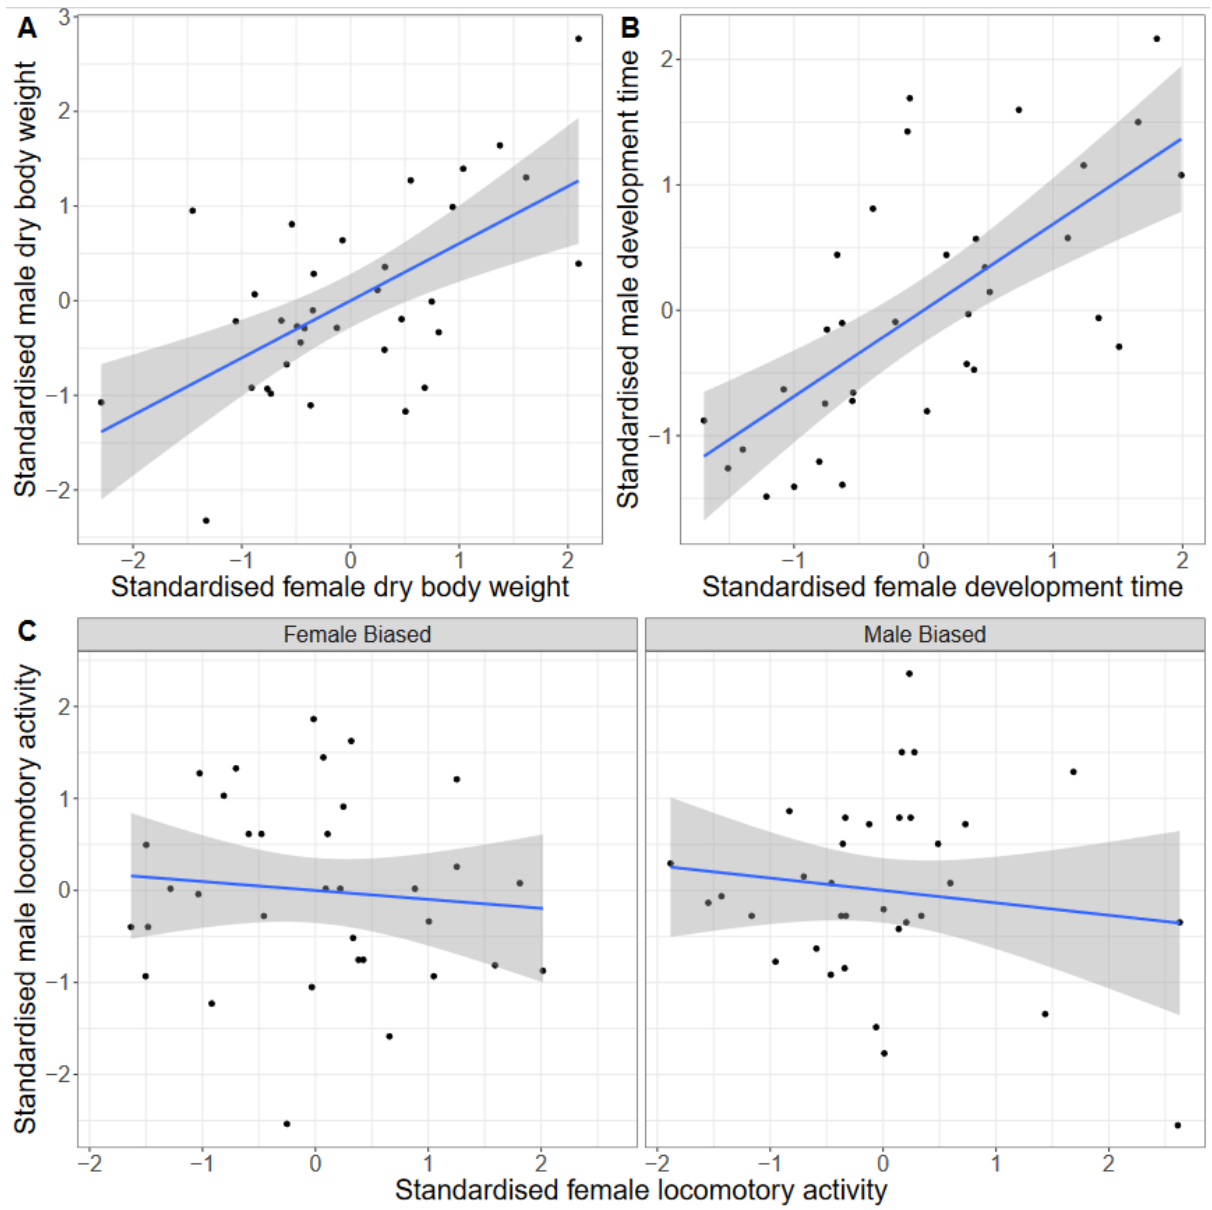 A
Standardised male dry body weight
3
2
1
0
−1
−2
−2 −1 0 1 2
Standardised female dry body weight
B
Standardised male development time
2
1
0
−1
−1 0 1 2
Standardised female development time
C
Female Biased
Male Biased
Standardised male locomotory activity
2
1
0
−1
−2
−2 −1 0 1 2
−2 −1 0 1 2
Standardised female locomotory activity